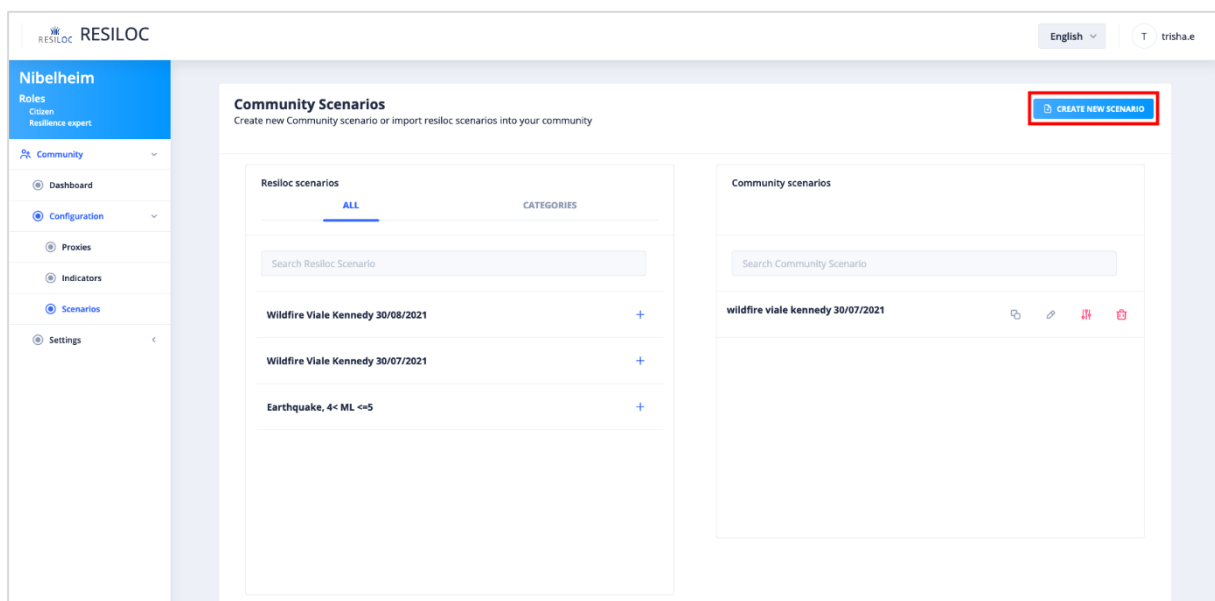 RESILOC RESILOC
English
T trisha.e
Nibelheim
Roles
Citizen
Resilience expert
Community
Dashboard
Configuration
Proxies
Indicators
Scenarios
Settings
Community Scenarios
Create new Community scenario or import resiloc scenarios into your community
CREATE NEW SCENARIO
Resiloc scenarios
ALL CATEGORIES
Search Resiloc Scenario
Wildfire Viale Kennedy 30/08/2021
Wildfire Viale Kennedy 30/07/2021
Earthquake, 4< ML <=5
Community scenarios
Search Community Scenario
wildfire viale kennedy 30/07/2021